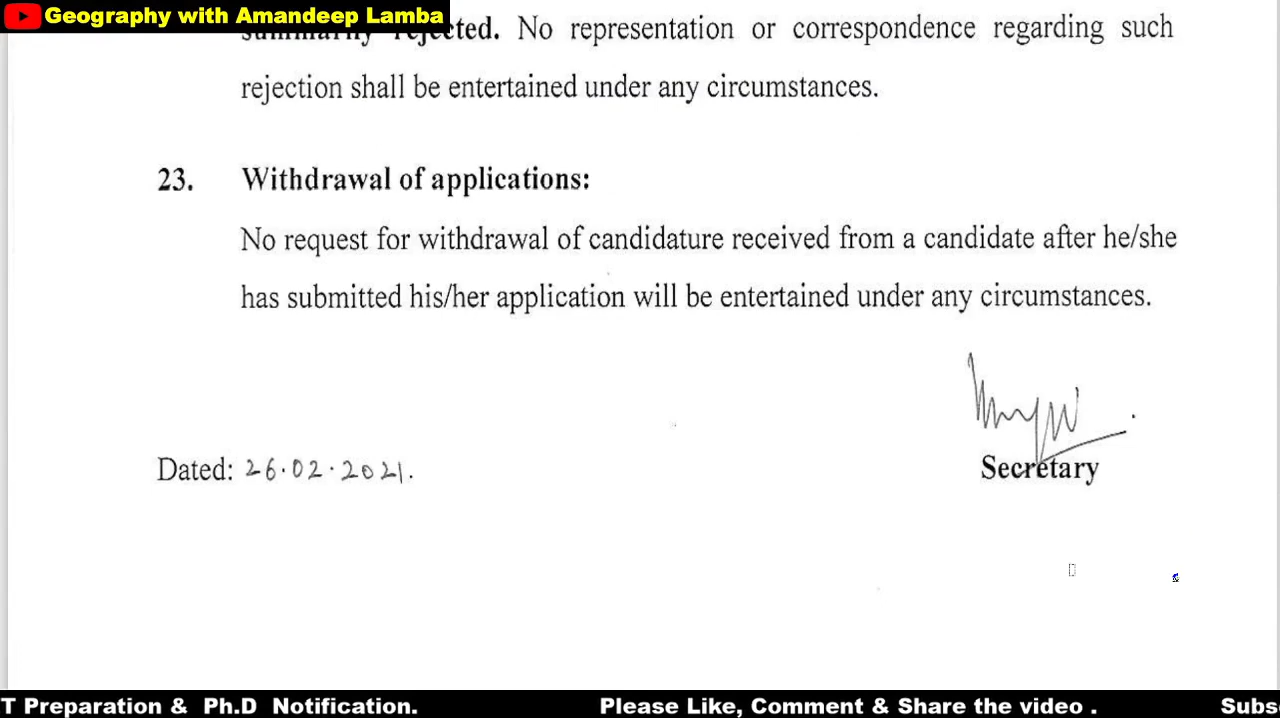 Geography with Amandeep Lamba
summarily rejected. No representation or correspondence regarding such
rejection shall be entertained under any circumstances.
23. Withdrawal of applications:
No request for withdrawal of candidature received from a candidate after he/she
has submitted his/her application will be entertained under any circumstances.
Dated: 26.02.2021.
Secretary
T Preparation & Ph.D Notification. Please Like, Comment & Share the video . Subs